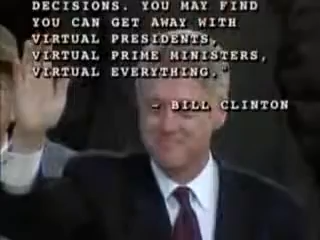 DECISIONS. YOU MAY FIND
YOU CAN GET AWAY WITH
VIRTUAL PRESIDENTS,
VIRTUAL PRIME MINISTERS,
VIRTUAL EVERYTHING."
- BILL CLINTON